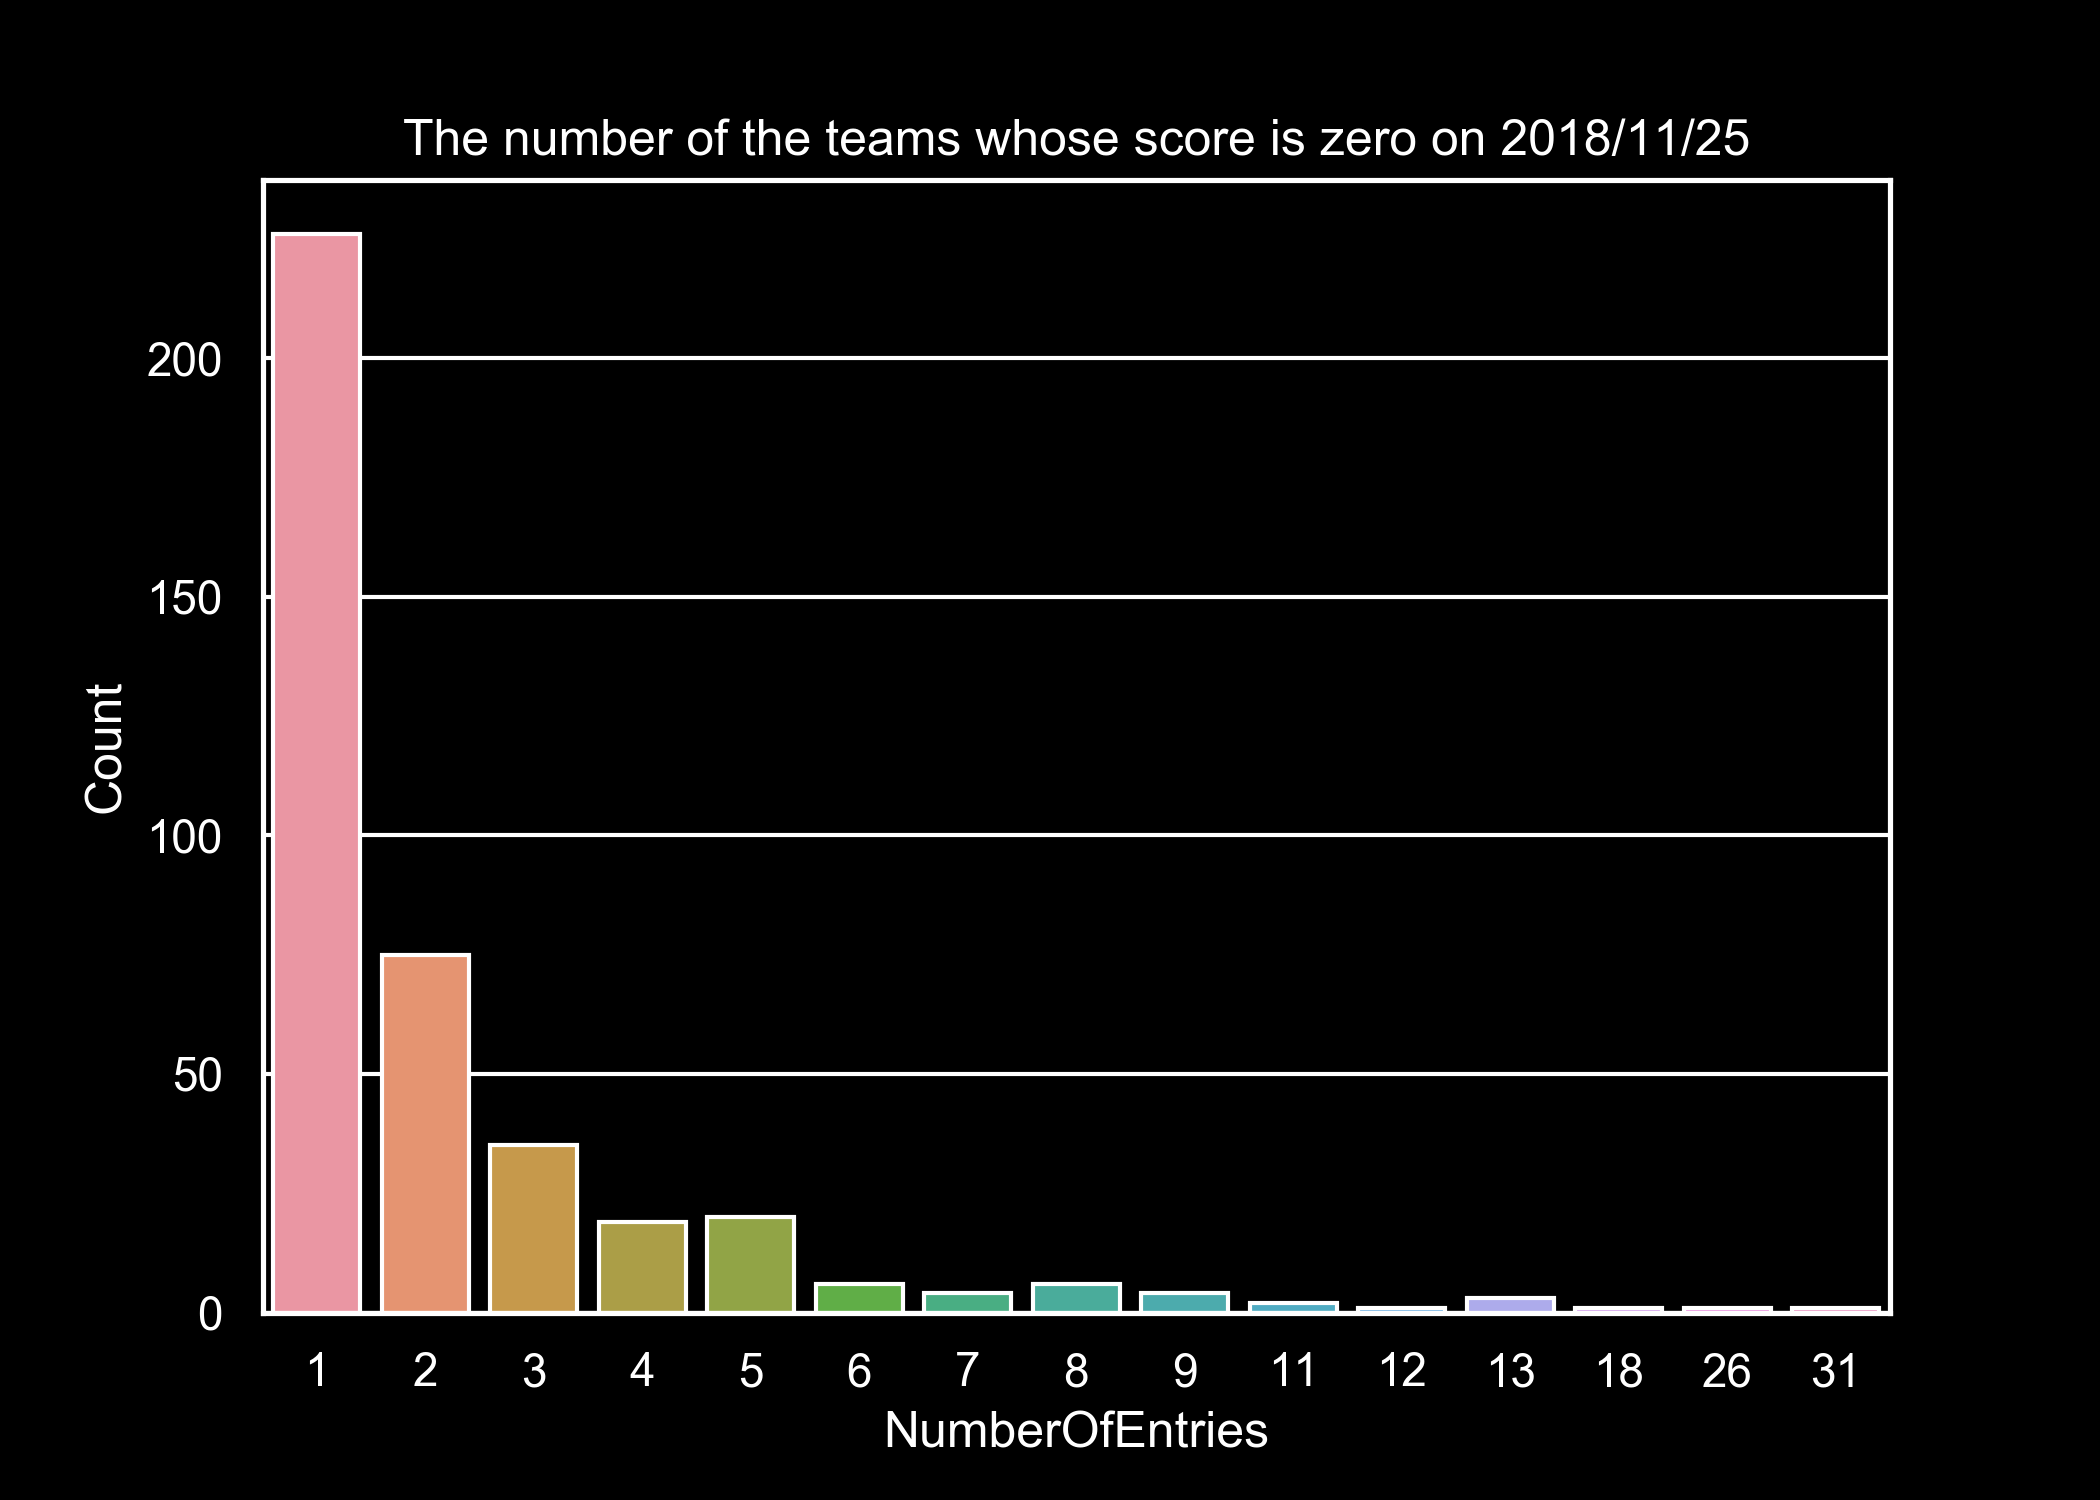 The number of the teams whose score is zero on 2018/11/25
Count
200
150
100
50
0
1 2 3 4 5 6 7 8 9 11 12 13 18 26 31
NumberOfEntries